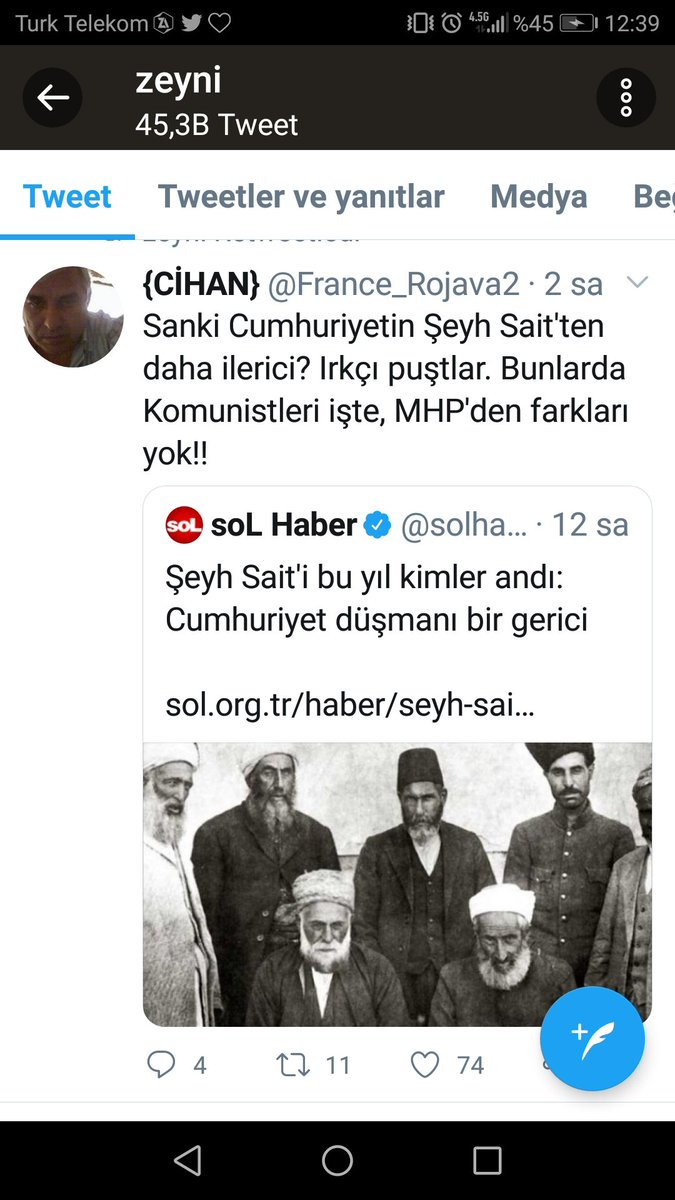 Turk Telekom 4.5G %45 12:39
zeyni
45,3B Tweet
Tweet Tweetler ve yanıtlar Medya Beğ
{CİHAN} @France_Rojava2 · 2 sa
Sanki Cumhuriyetin Şeyh Sait'ten
daha ilerici? Irkçı puştlar. Bunlarda
Komunistleri işte, MHP'den farkları
yok!!
soL soL Haber @solha... · 12 sa
Şeyh Sait'i bu yıl kimler andı:
Cumhuriyet düşmanı bir gerici
sol.org.tr/haber/seyh-sai...
4 11 74